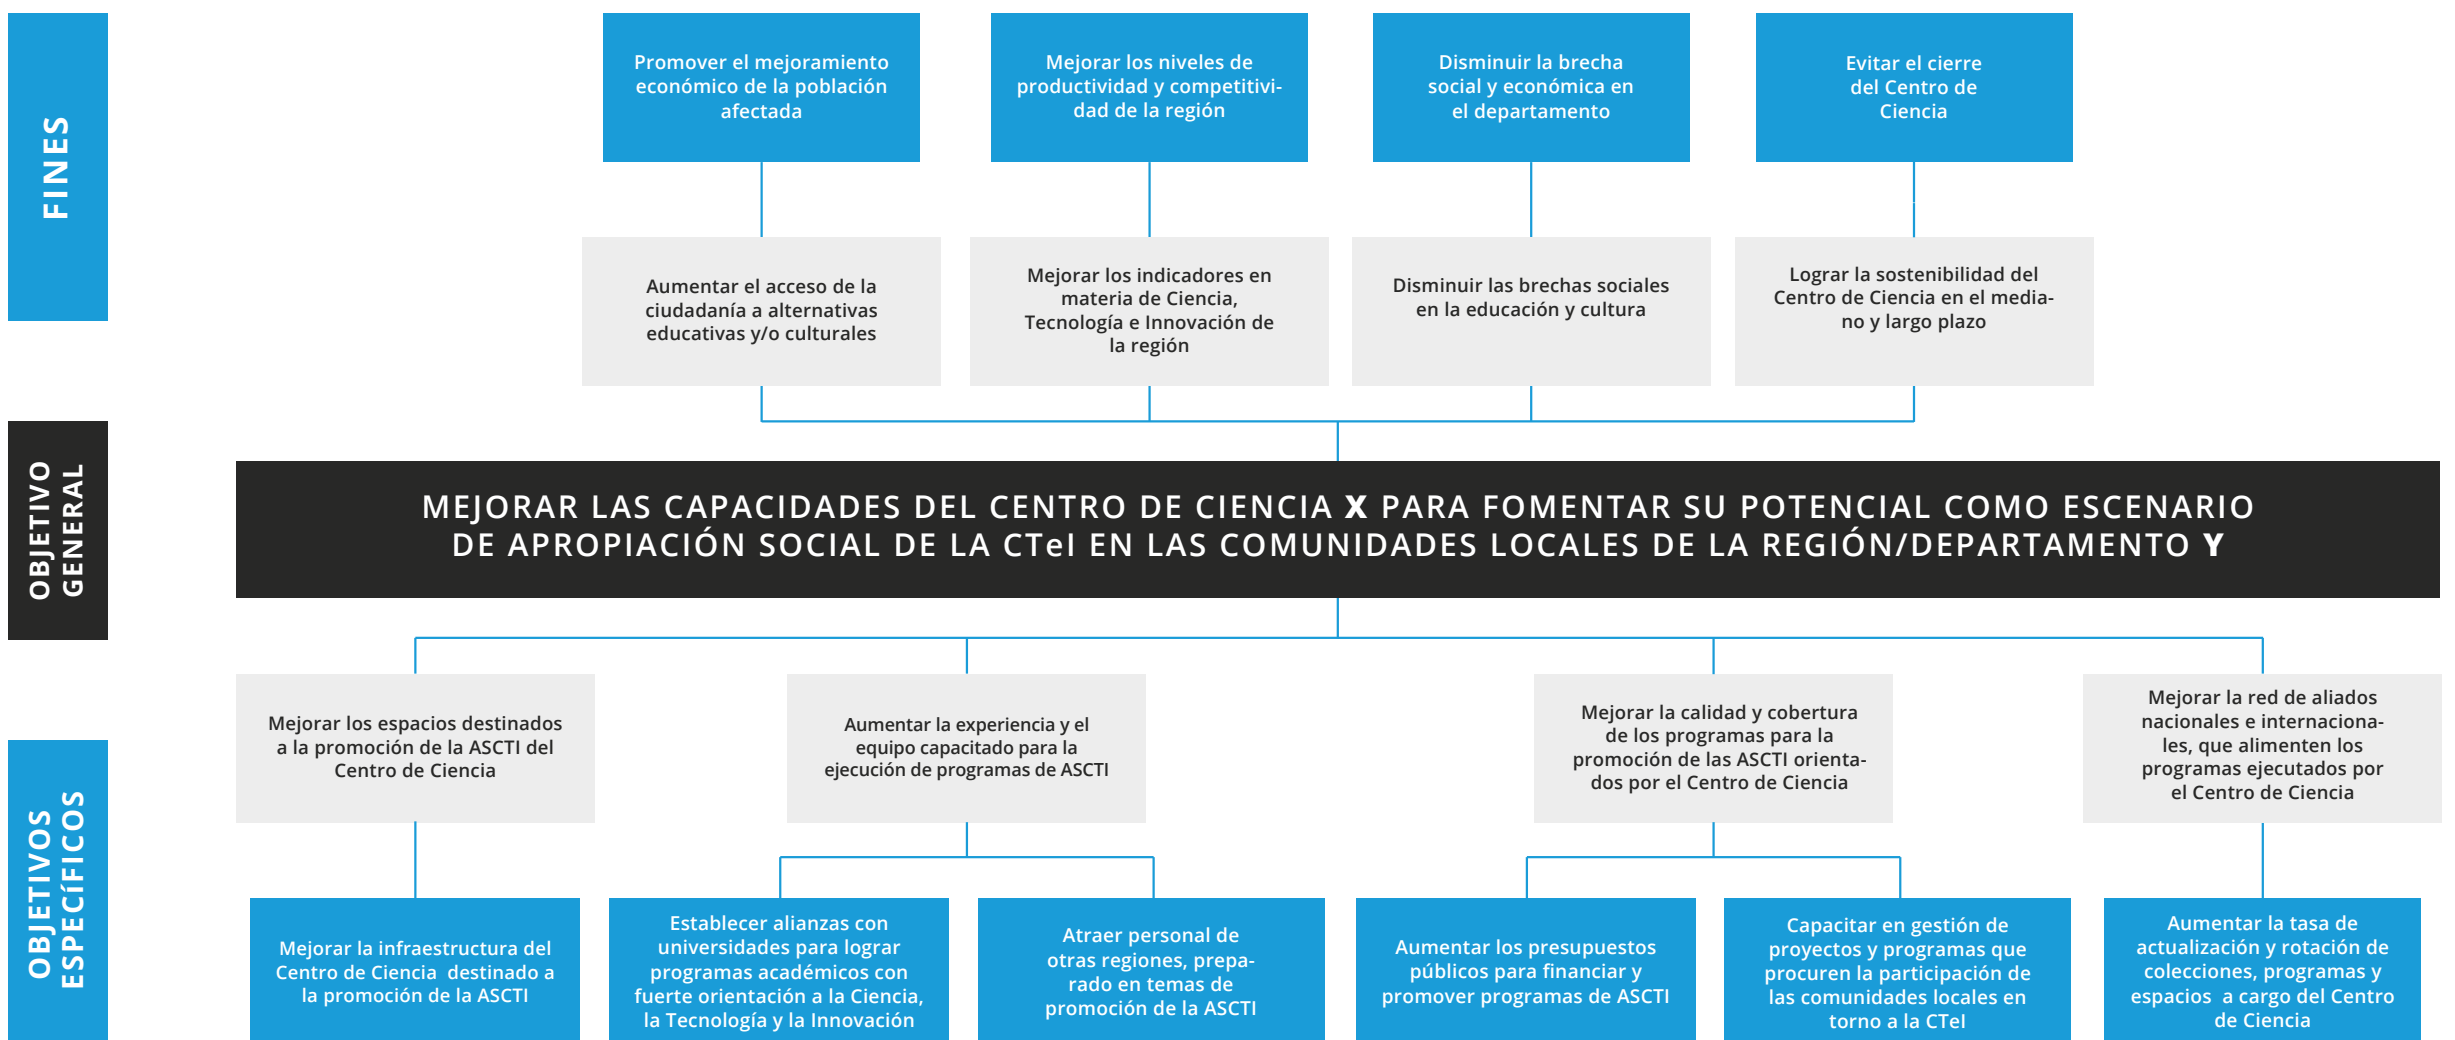 FINES
Promover el mejoramiento
económico de la población
afectada
Mejorar los niveles de
productividad y competitivi-
dad de la región
Disminuir la brecha
social y económica en
el departamento
Evitar el cierre
del Centro de
Ciencia
Aumentar el acceso de la
ciudadanía a alternativas
educativas y/o culturales
Mejorar los indicadores en
materia de Ciencia,
Tecnología e Innovación de
la región
Disminuir las brechas sociales
en la educación y cultura
Lograr la sostenibilidad del
Centro de Ciencia en el media-
no y largo plazo
OBJETIVO
GENERAL
MEJORAR LAS CAPACIDADES DEL CENTRO DE CIENCIA X PARA FOMENTAR SU POTENCIAL COMO ESCENARIO
DE APROPIACIÓN SOCIAL DE LA CTeI EN LAS COMUNIDADES LOCALES DE LA REGIÓN/DEPARTAMENTO Y
OBJETIVOS
ESPECíFICOS
Mejorar los espacios destinados
a la promoción de la ASCTI del
Centro de Ciencia
Aumentar la experiencia y el
equipo capacitado para la
ejecución de programas de ASCTI
Mejorar la calidad y cobertura
de los programas para la
promoción de las ASCTI orienta-
dos por el Centro de Ciencia
Mejorar la red de aliados
nacionales e internaciona-
les, que alimenten los
programas ejecutados por
el Centro de Ciencia
Mejorar la infraestructura del
Centro de Ciencia destinado a
la promoción de la ASCTI
Establecer alianzas con
universidades para lograr
programas académicos con
fuerte orientación a la Ciencia,
la Tecnología y la Innovación
Atraer personal de
otras regiones, prepa-
rado en temas de
promoción de la ASCTI
Aumentar los presupuestos
públicos para financiar y
promover programas de ASCTI
Capacitar en gestión de
proyectos y programas que
procuren la participación de
las comunidades locales en
torno a la CTeI
Aumentar la tasa de
actualización y rotación de
colecciones, programas y
espacios a cargo del Centro
de Ciencia